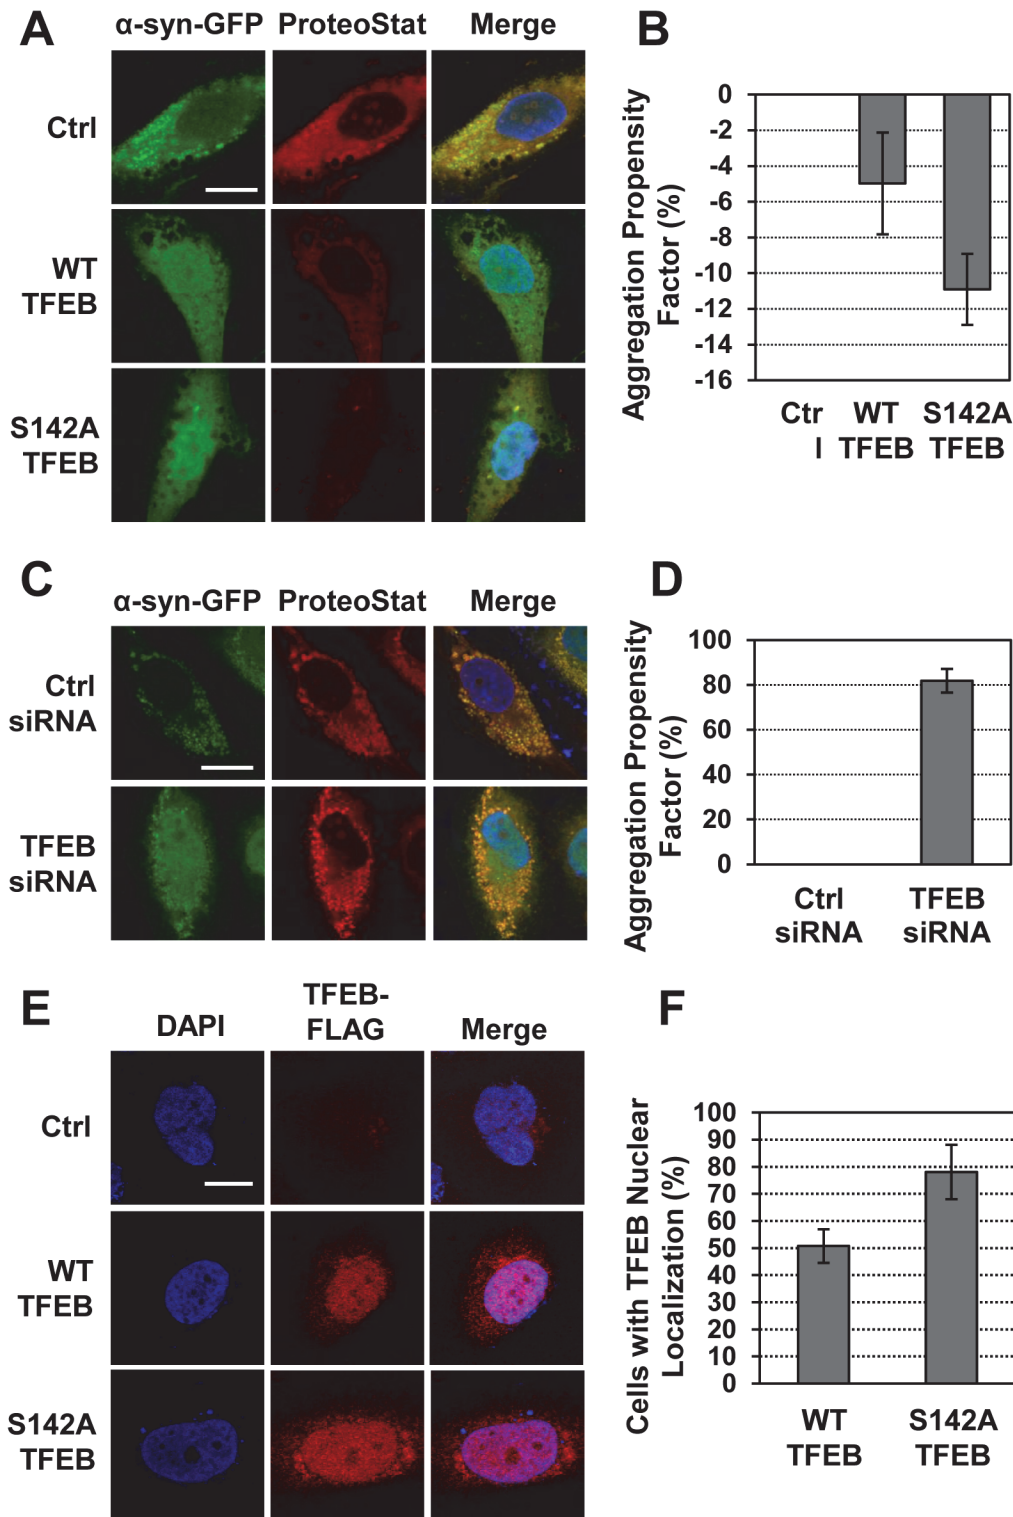 A
α-syn-GFP ProteoStat Merge
Ctrl
WT
TFEB
S142A
TFEB
B
Aggregation Propensity
Factor (%)
0
-2
-4
-6
-8
-10
-12
-14
-16
Ctr
l
WT
TFEB
S142A
TFEB
C
α-syn-GFP ProteoStat Merge
Ctrl
siRNA
TFEB
siRNA
D
Aggregation Propensity
Factor (%)
100
80
60
40
20
0
Ctrl
siRNA
TFEB
siRNA
E
DAPI
TFEB-
FLAG
Merge
Ctrl
WT
TFEB
S142A
TFEB
F
Cells with TFEB Nuclear
Localization (%)
100
90
80
70
60
50
40
30
20
10
0
WT
TFEB
S142A
TFEB